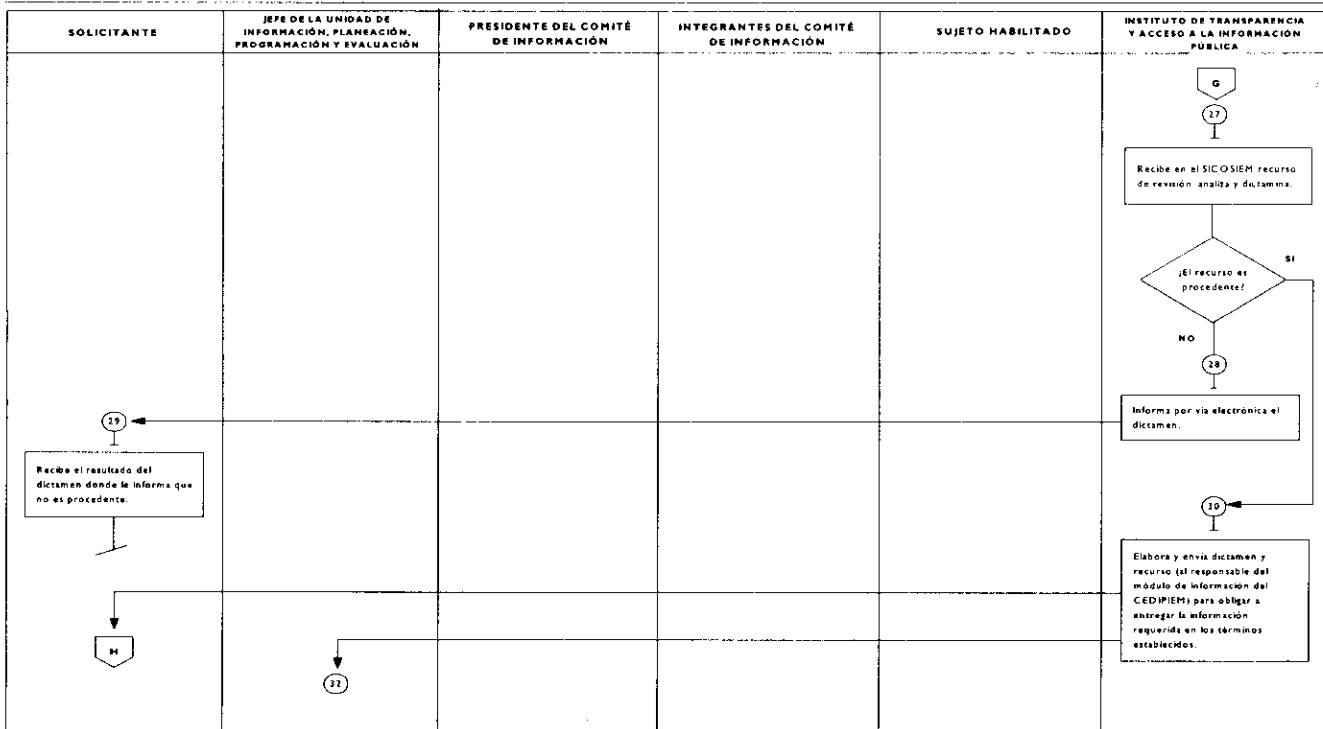 SOLICITANTE
JEFE DE LA UNIDAD DE
INFORMACIÓN, PLANEACIÓN,
PROGRAMACIÓN Y EVALUACIÓN
PRESIDENTE DEL COMITÉ
DE INFORMACIÓN
INTEGRANTES DEL COMITÉ
DE INFORMACIÓN
SUJETO HABILITADO
INSTITUTO DE TRANSPARENCIA
Y ACCESO A LA INFORMACIÓN
PÚBLICA
G
27
Recibe en el SICOSIEM recurso
de revisión analiza y dictamina.
¿El recurso es
procedente?
SI
NO
28
Informa por vía electrónica el
dictamen.
29
Recibe el resultado del
dictamen donde le informa que
no es procedente.
30
Elabora y envía dictamen y
recurso (al responsable del
módulo de información del
CEDIPIEM) para obligar a
entregar la información
requerida en los términos
establecidos.
H
32